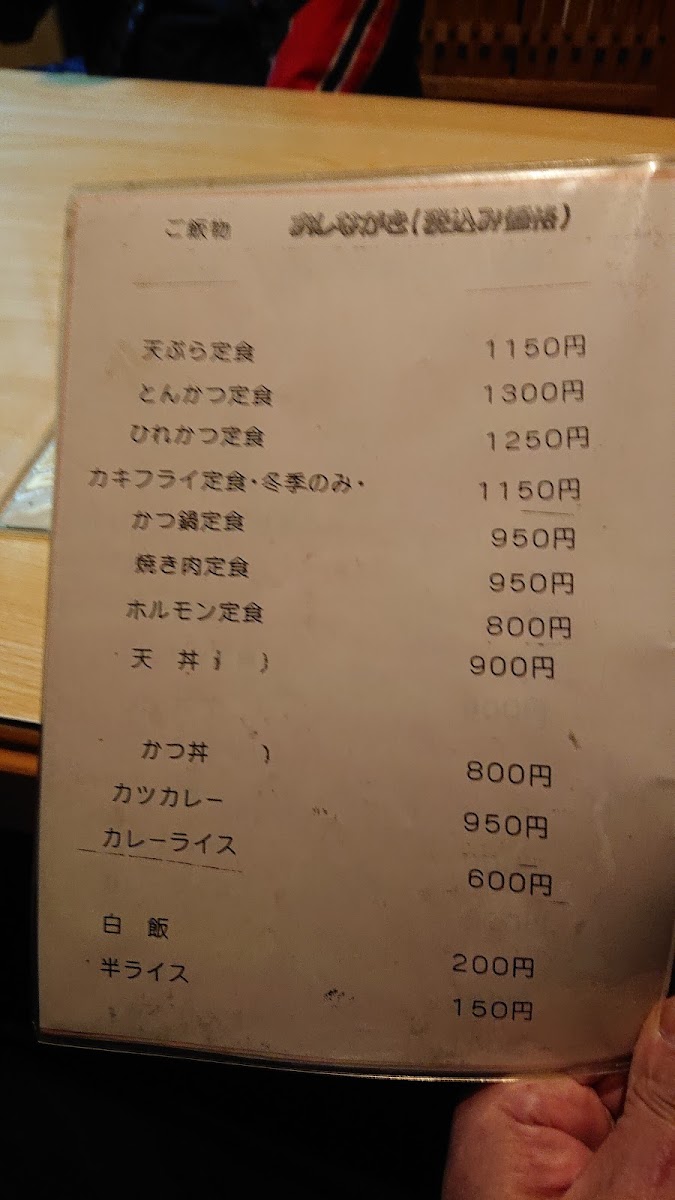 ご飯物 おしながき(税込み価格)
天ぷら定食 1150円
とんかつ定食 1300円
ひれかつ定食 1250円
カキフライ定食・冬季のみ・ 1150円
かつ鍋定食 950円
焼き肉定食 950円
ホルモン定食 800円
天 丼 ) 900円
かつ丼 ) 800円
カツカレー 950円
カレーライス 600円
白 飯 200円
半ライス 150円